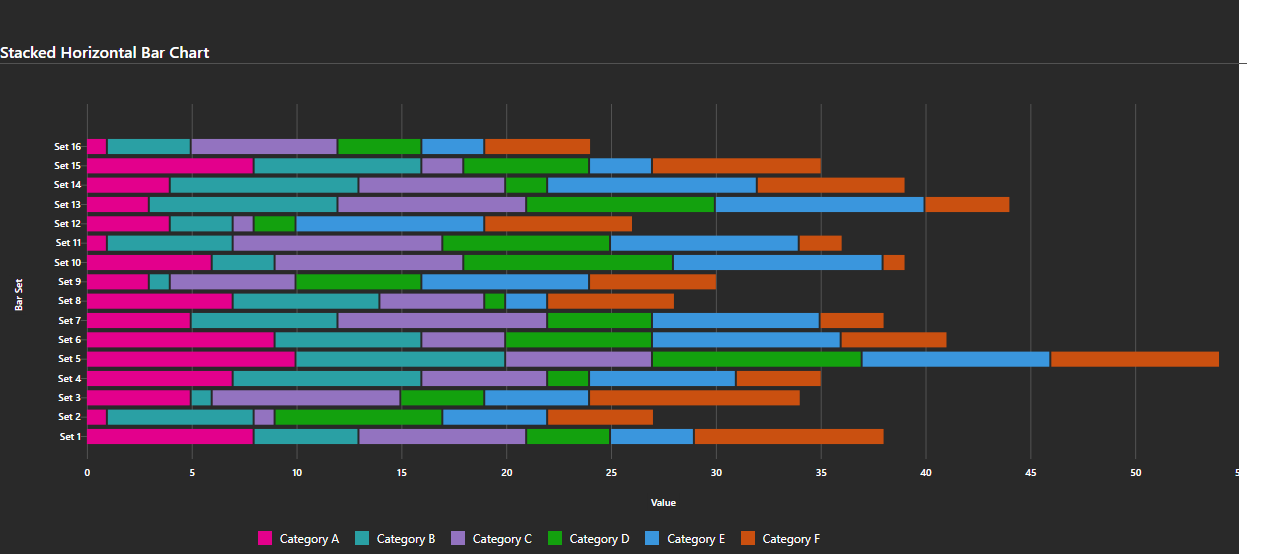 Stacked Horizontal Bar Chart
Bar Set
Set 16
Set 15
Set 14
Set 13
Set 12
Set 11
Set 10
Set 9
Set 8
Set 7
Set 6
Set 5
Set 4
Set 3
Set 2
Set 1
0 5 10 15 20 25 30 35 40 45 50
Value
Category A Category B Category C Category D Category E Category F